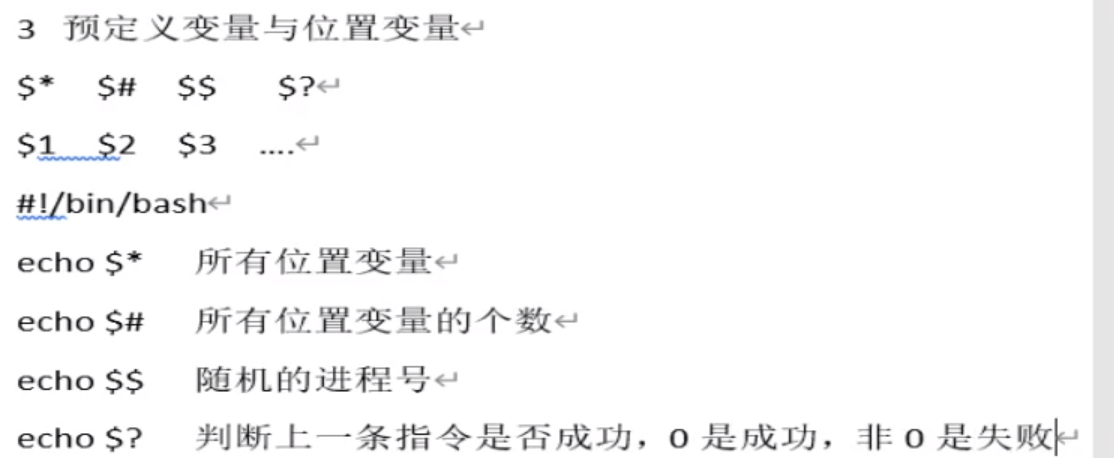 3 预定义变量与位置变量↵
$* $# $$ $?↵
$1 $2 $3 ....↵
#!/bin/bash↵
echo $* 所有位置变量↵
echo $# 所有位置变量的个数↵
echo $$ 随机的进程号↵
echo $? 判断上一条指令是否成功，0 是成功，非 0 是失败↵